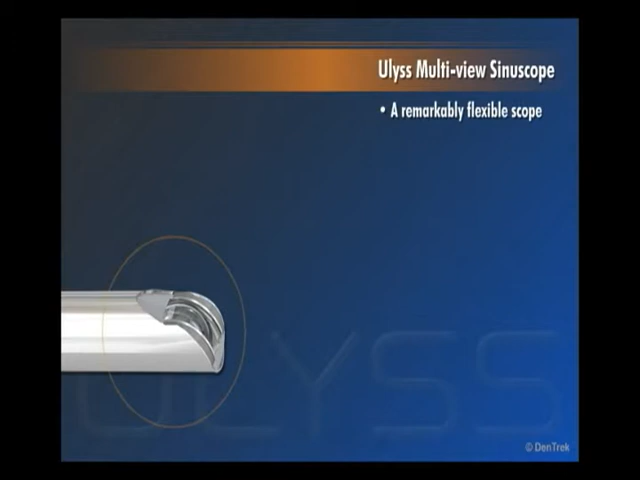 Ulyss Multi-view Sinuscope
• A remarkably flexible scope
ULYSS
© DenTrek